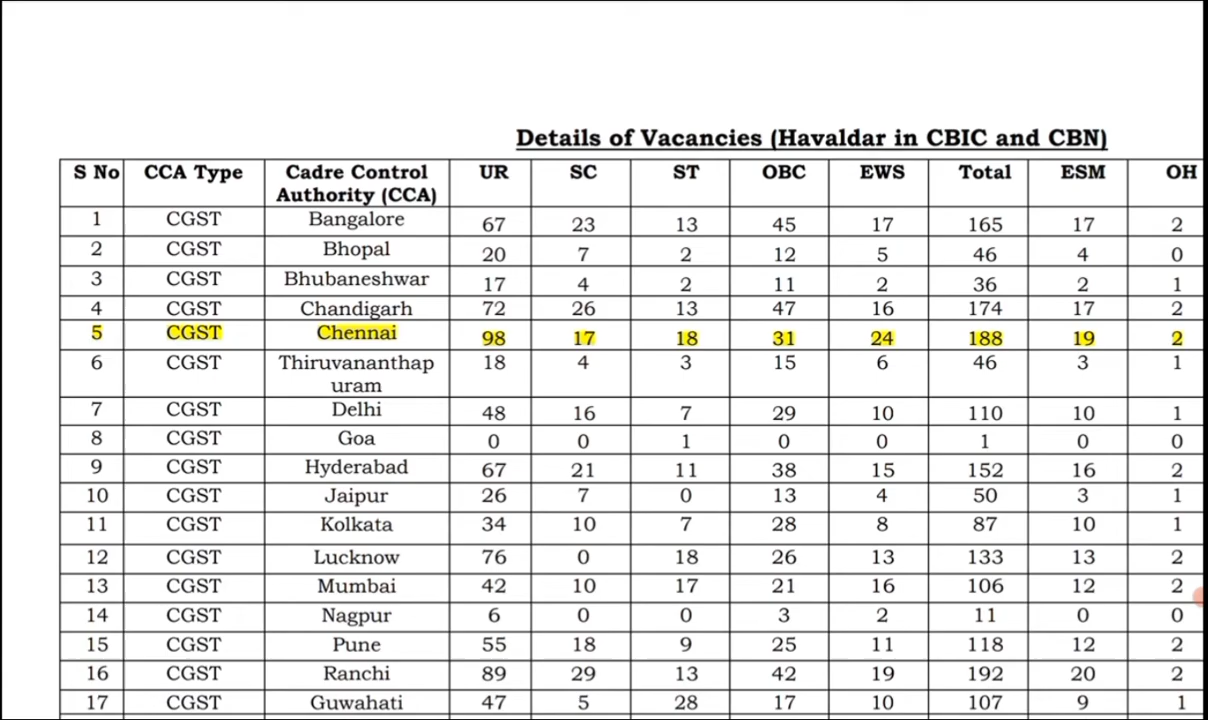 Details of Vacancies (Havaldar in CBIC and CBN)
S No CCA Type Cadre Control Authority (CCA) UR SC ST OBC EWS Total ESM OH
1 CGST Bangalore 67 23 13 45 17 165 17 2
2 CGST Bhopal 20 7 2 12 5 46 4 0
3 CGST Bhubaneshwar 17 4 2 11 2 36 2 1
4 CGST Chandigarh 72 26 13 47 16 174 17 2
5 CGST Chennai 98 17 18 31 24 188 19 2
6 CGST Thiruvananthap 18 4 3 15 6 46 3 1
uram
7 CGST Delhi 48 16 7 29 10 110 10 1
8 CGST Goa 0 0 1 0 0 1 0 0
9 CGST Hyderabad 67 21 11 38 15 152 16 2
10 CGST Jaipur 26 7 0 13 4 50 3 1
11 CGST Kolkata 34 10 7 28 8 87 10 1
12 CGST Lucknow 76 0 18 26 13 133 13 2
13 CGST Mumbai 42 10 17 21 16 106 12 2
14 CGST Nagpur 6 0 0 3 2 11 0 0
15 CGST Pune 55 18 9 25 11 118 12 2
16 CGST Ranchi 89 29 13 42 19 192 20 2
17 CGST Guwahati 47 5 28 17 10 107 9 1